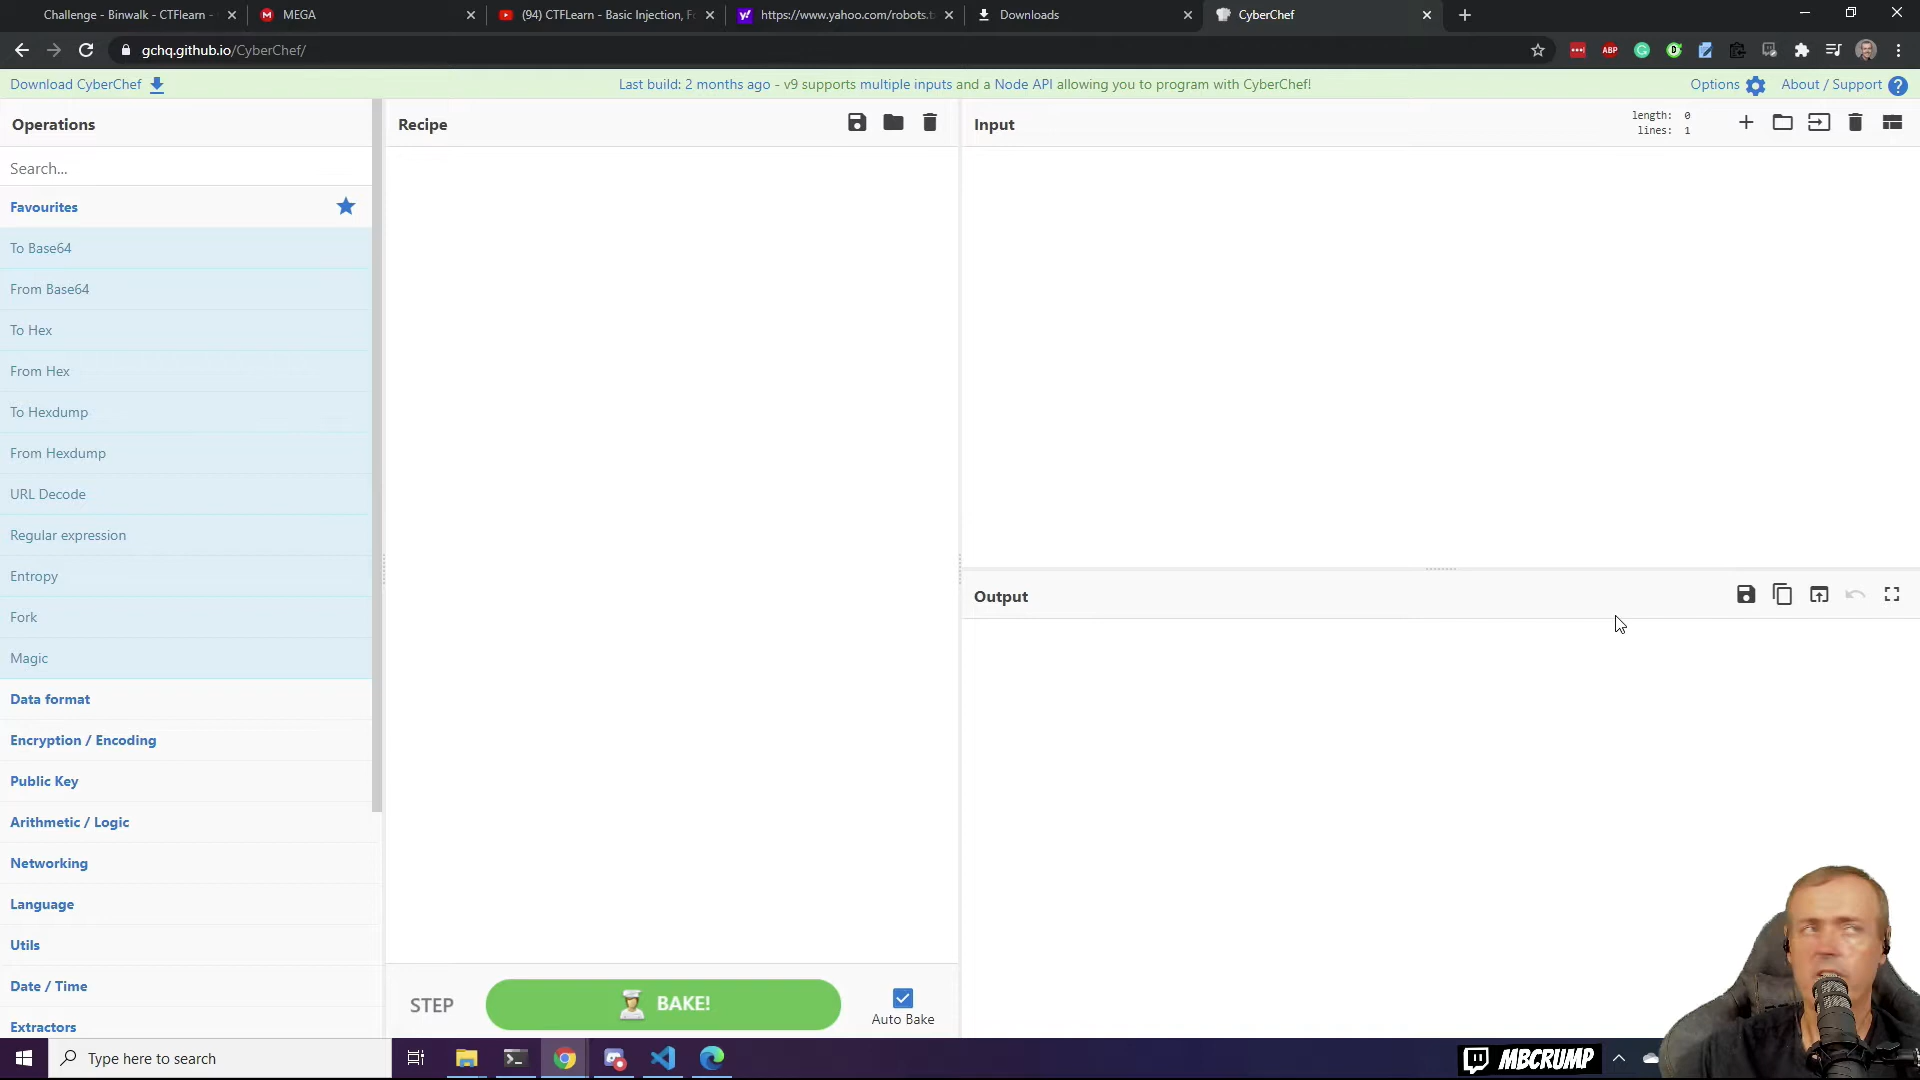 Challenge - Binwalk - CTFlearn -
MEGA
(94) CTFLearn - Basic Injection, Fo
https://www.yahoo.com/robots.t
Downloads
CyberChef
gchq.github.io/CyberChef/
ABP
Download CyberChef
Last build: 2 months ago - v9 supports multiple inputs and a Node API allowing you to program with CyberChef!
Options
About / Support
Operations
Recipe
Input
length: 0
lines: 1
Search...
Favourites
To Base64
From Base64
To Hex
From Hex
To Hexdump
From Hexdump
URL Decode
Regular expression
Entropy
Fork
Magic
Data format
Encryption / Encoding
Public Key
Arithmetic / Logic
Networking
Language
Utils
Date / Time
Extractors
Output
STEP
BAKE!
Auto Bake
Type here to search
MBCRUMP